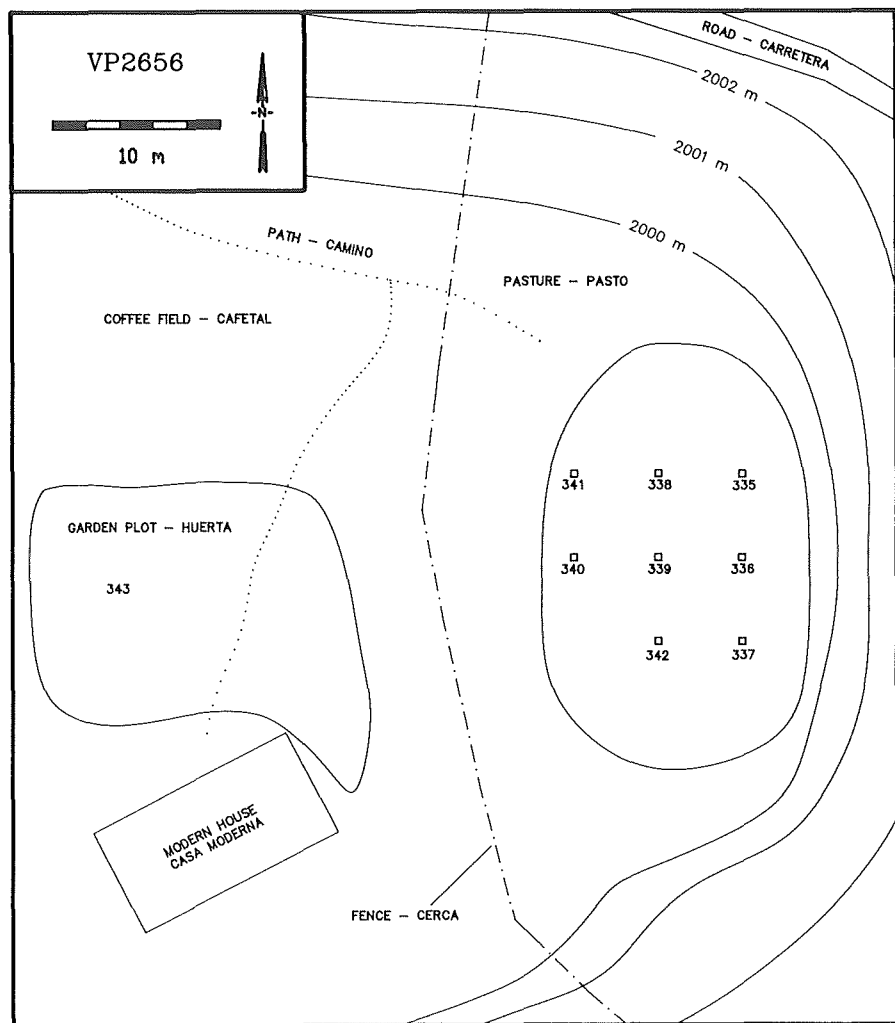 VP2656
-N-
10 m
ROAD – CARRETERA
2002 m
2001 m
2000 m
PATH – CAMINO
PASTURE – PASTO
COFFEE FIELD – CAFETAL
341 338 335
GARDEN PLOT – HUERTA
340 339 336
343
342 337
MODERN HOUSE
CASA MODERNA
FENCE – CERCA